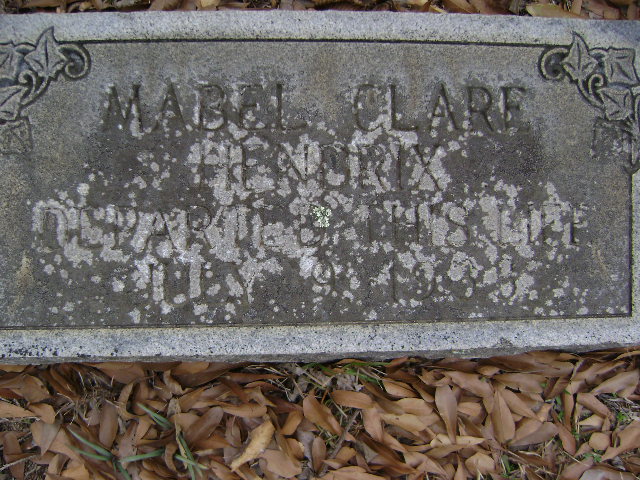 MABEL CLARE
HENDRIX
DEPARTED THIS LIFE
JULY 9